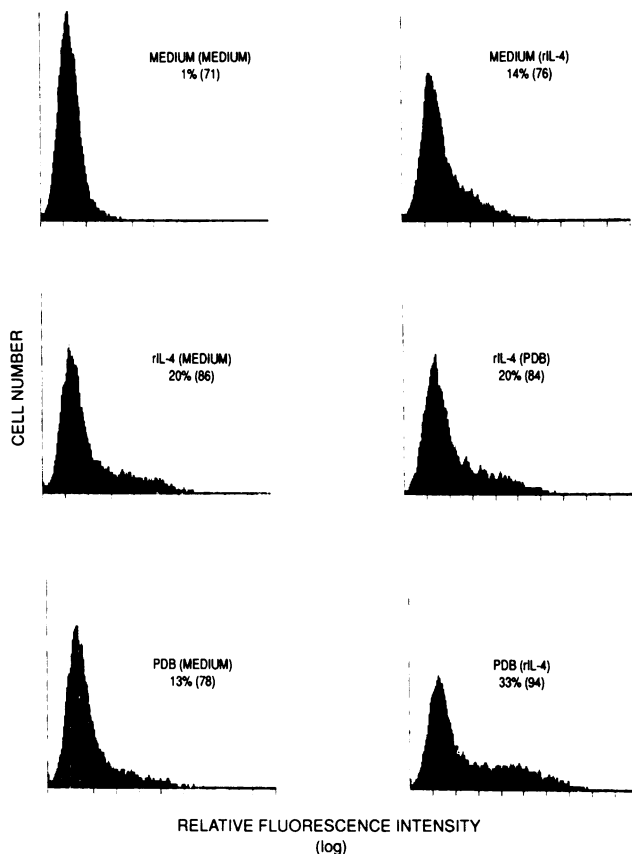 MEDIUM (MEDIUM)
1% (71)
MEDIUM (rIL-4)
14% (76)
rIL-4 (MEDIUM)
20% (86)
rIL-4 (PDB)
20% (84)
PDB (MEDIUM)
13% (78)
PDB (rIL-4)
33% (94)
CELL NUMBER
RELATIVE FLUORESCENCE INTENSITY
(log)